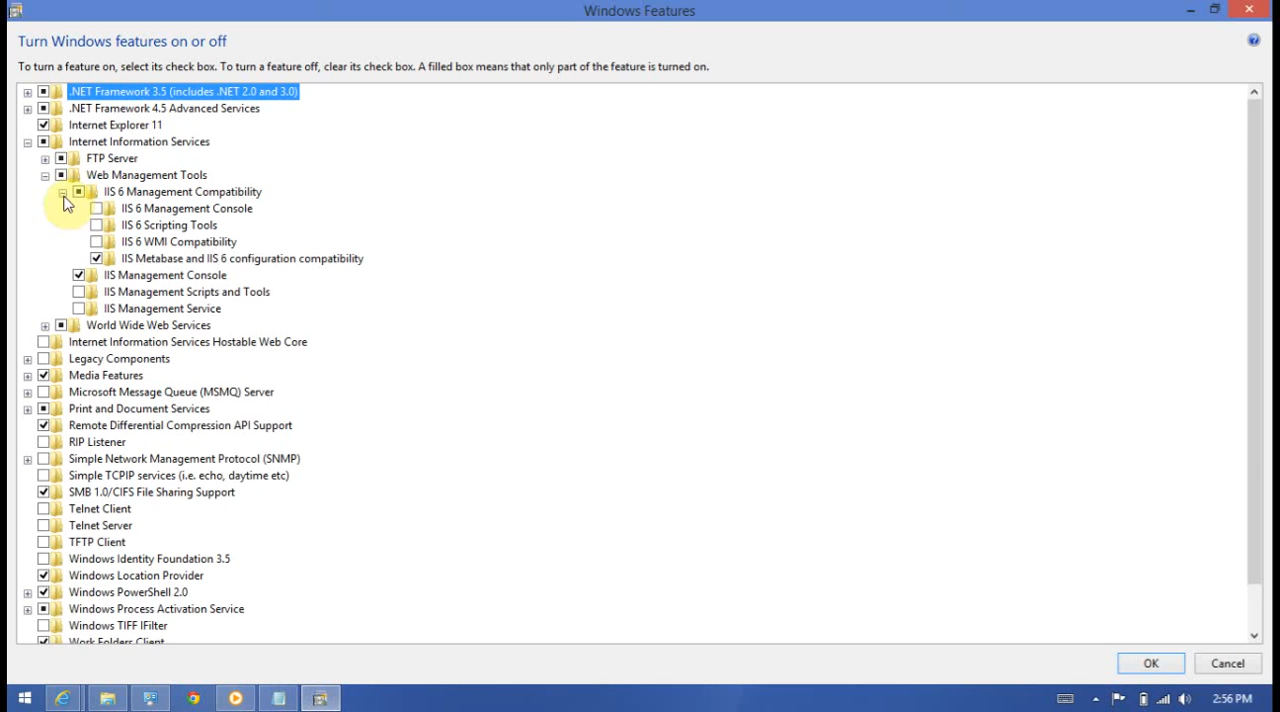 Windows Features
Turn Windows features on or off
To turn a feature on, select its check box. To turn a feature off, clear its check box. A filled box means that only part of the feature is turned on.
.NET Framework 3.5 (includes .NET 2.0 and 3.0)
.NET Framework 4.5 Advanced Services
Internet Explorer 11
Internet Information Services
FTP Server
Web Management Tools
IIS 6 Management Compatibility
IIS 6 Management Console
IIS 6 Scripting Tools
IIS 6 WMI Compatibility
IIS Metabase and IIS 6 configuration compatibility
IIS Management Console
IIS Management Scripts and Tools
IIS Management Service
World Wide Web Services
Internet Information Services Hostable Web Core
Legacy Components
Media Features
Microsoft Message Queue (MSMQ) Server
Print and Document Services
Remote Differential Compression API Support
RIP Listener
Simple Network Management Protocol (SNMP)
Simple TCPIP services (i.e. echo, daytime etc)
SMB 1.0/CIFS File Sharing Support
Telnet Client
Telnet Server
TFTP Client
Windows Identity Foundation 3.5
Windows Location Provider
Windows PowerShell 2.0
Windows Process Activation Service
Windows TIFF IFilter
Work Folders Client
OK Cancel
2:56 PM